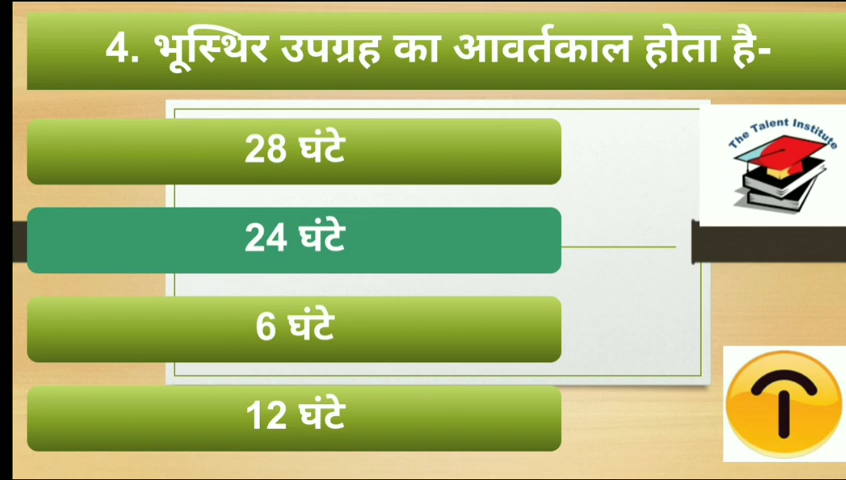 4. भूस्थिर उपग्रह का आवर्तकाल होता है-
28 घंटे
The Talent Institute
24 घंटे
6 घंटे
12 घंटे